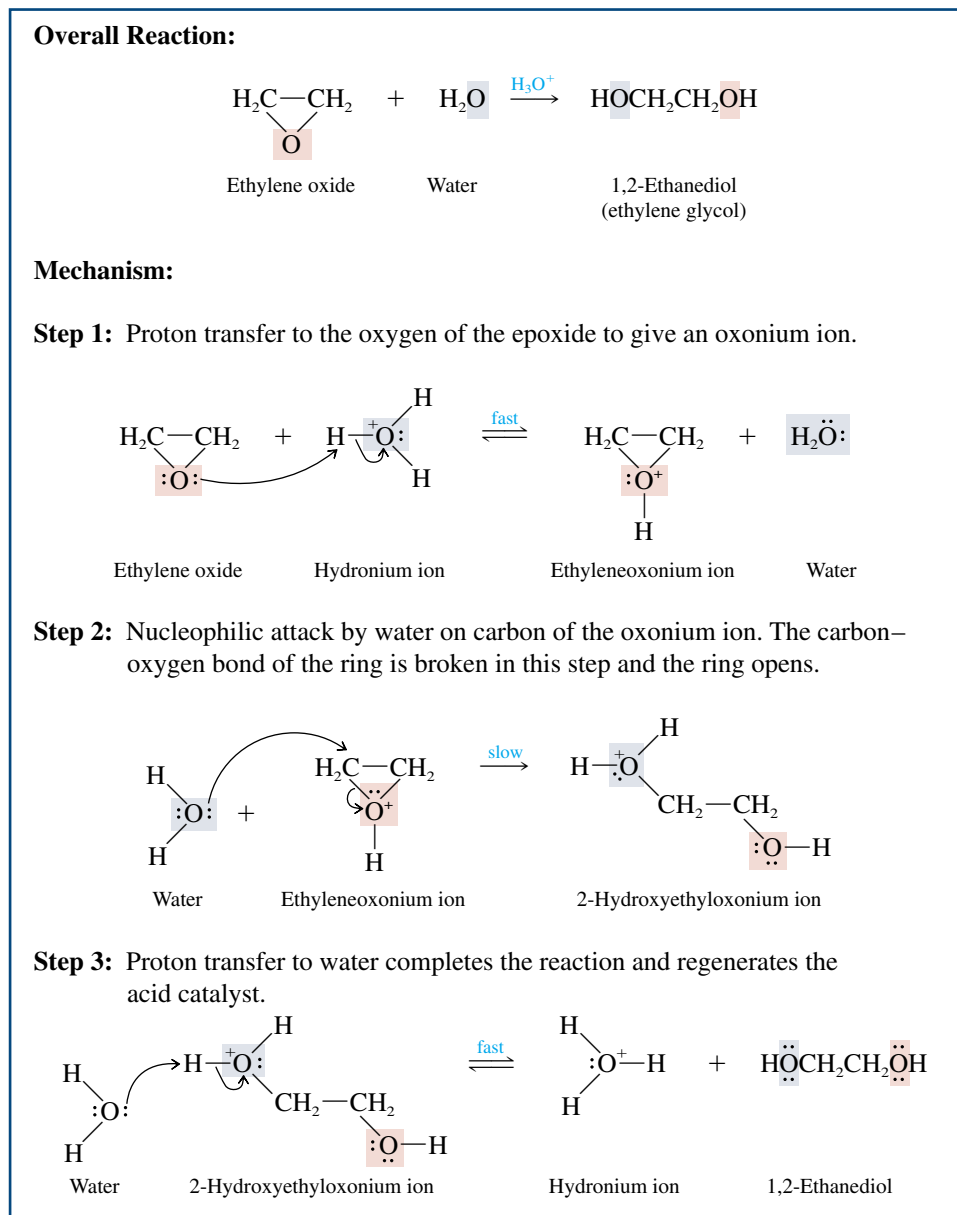 Overall Reaction:
H₂C—CH₂ + H₂O H₃O⁺ → HOCH₂CH₂OH
O
Ethylene oxide Water 1,2-Ethanediol
(ethylene glycol)
Mechanism:
Step 1: Proton transfer to the oxygen of the epoxide to give an oxonium ion.
H
H₂C—CH₂ + H—O⁺: fast ⇌ H₂C—CH₂ + H₂Ö:
:O: H :O⁺
H
Ethylene oxide Hydronium ion Ethyleneoxonium ion Water
Step 2: Nucleophilic attack by water on carbon of the oxonium ion. The carbon–
oxygen bond of the ring is broken in this step and the ring opens.
H
H H₂C—CH₂ slow → H—O⁺:
:O: + :O⁺ CH₂—CH₂
H H :O—H
Water Ethyleneoxonium ion 2-Hydroxyethyloxonium ion
Step 3: Proton transfer to water completes the reaction and regenerates the
acid catalyst.
H H
H H—O⁺: fast ⇌ :O⁺—H + HOCH₂CH₂OH
:O: CH₂—CH₂ H
H :O—H
Water 2-Hydroxyethyloxonium ion Hydronium ion 1,2-Ethanediol